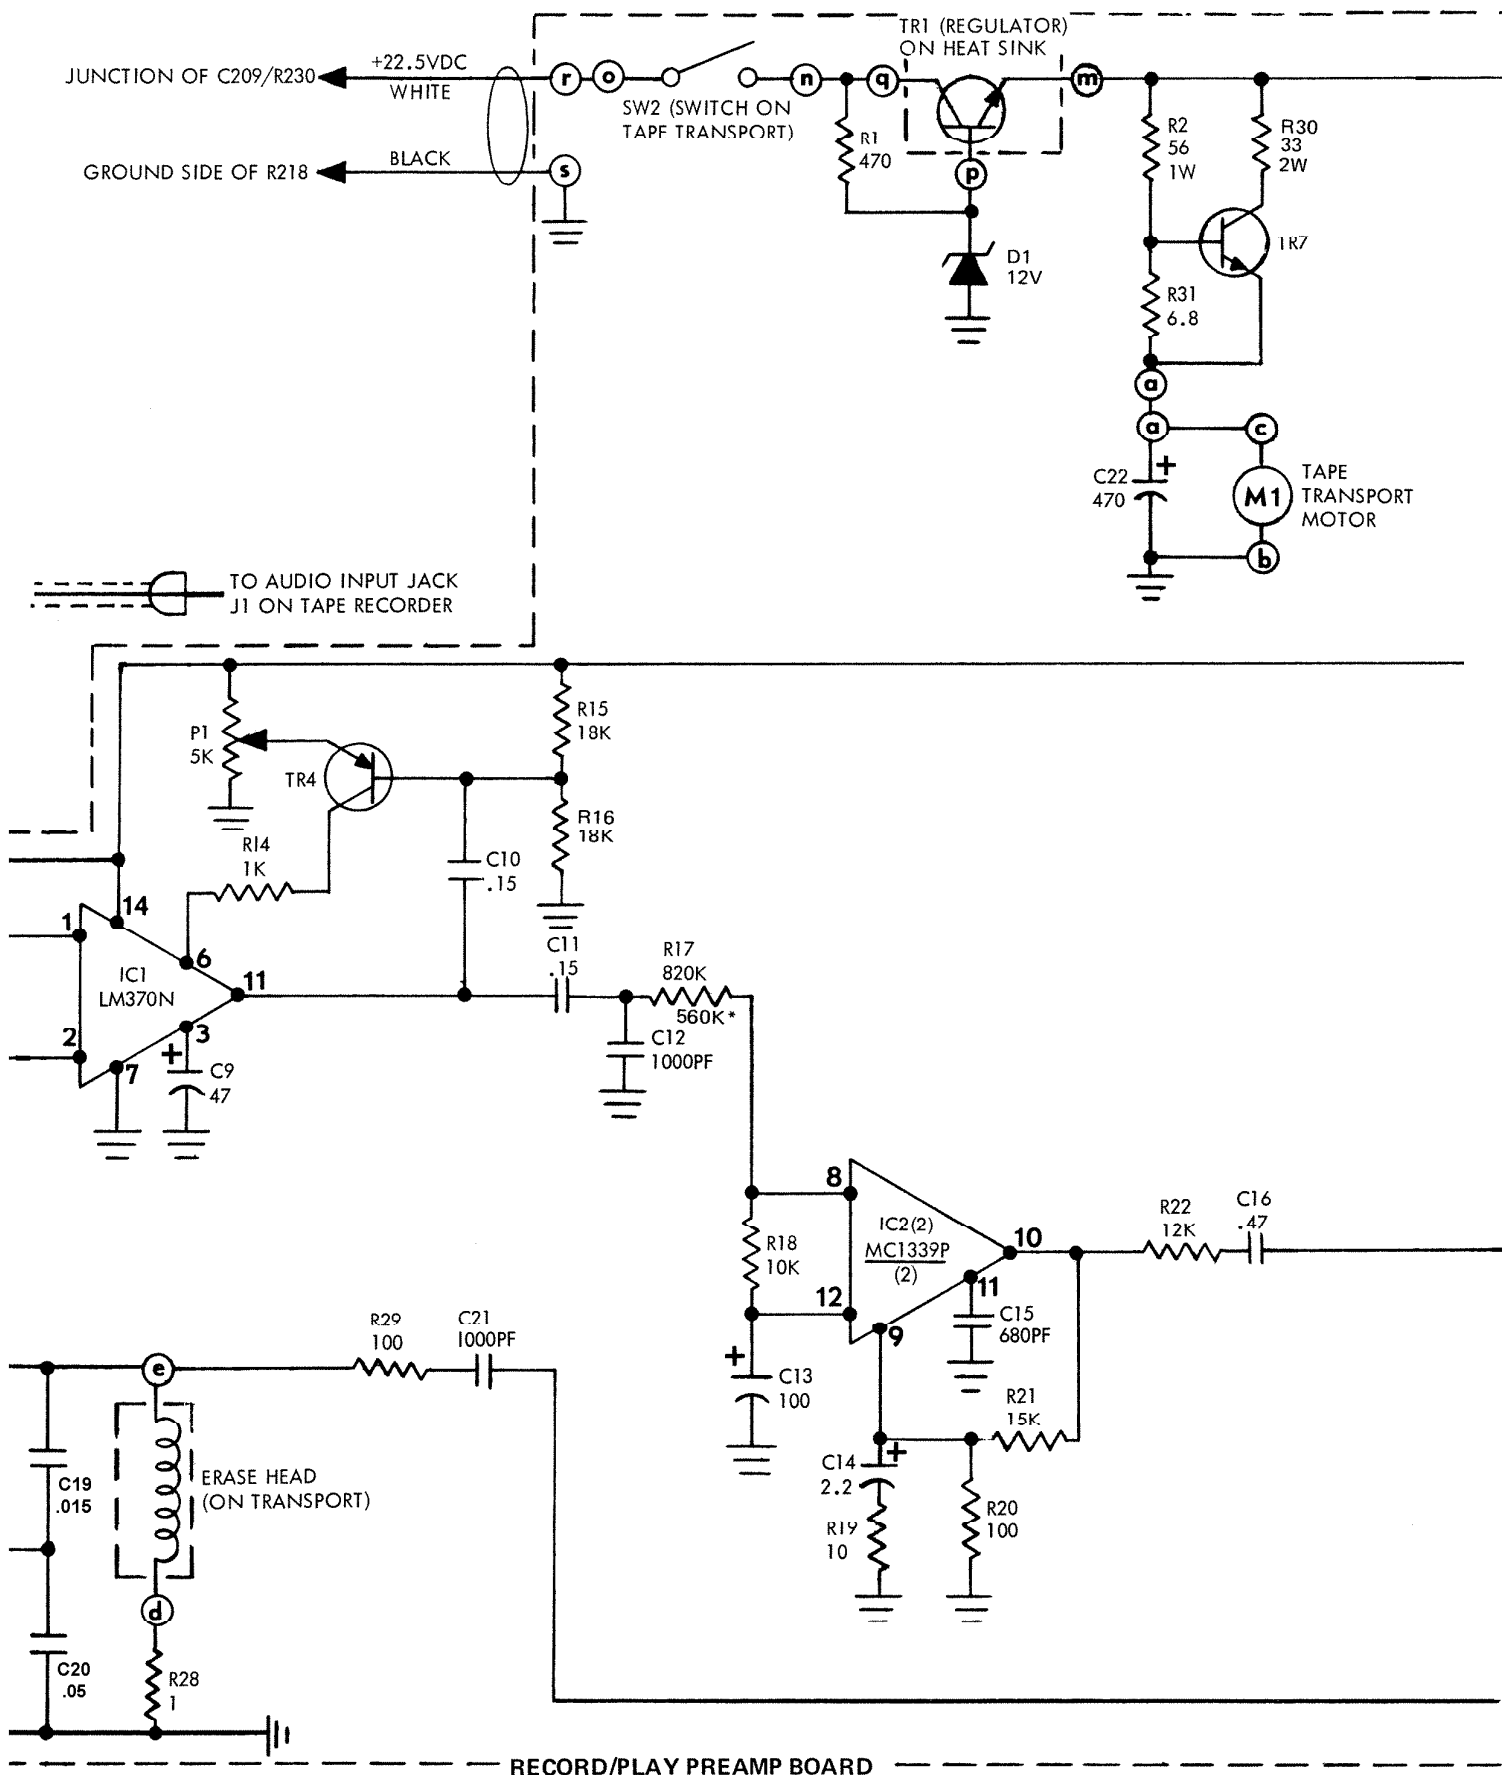 TR1 (REGULATOR)
ON HEAT SINK
JUNCTION OF C209/R230
+22.5VDC
WHITE
r
o
n
q
m
SW2 (SWITCH ON
TAPE TRANSPORT)
R1
470
R2
56
1W
R30
33
2W
GROUND SIDE OF R218
BLACK
s
p
D1
12V
TR7
R31
6.8
a
a
c
C22
470
+
M1
TAPE
TRANSPORT
MOTOR
b
TO AUDIO INPUT JACK
J1 ON TAPE RECORDER
P1
5K
TR4
R15
18K
R16
18K
R14
1K
C10
.15
14
1
6
IC1
LM370N
11
2
3
7
+
C9
47
C11
.15
R17
820K
560K*
C12
1000PF
8
IC2(2)
MC1339P
(2)
10
R22
12K
C16
.47
R18
10K
12
11
9
C15
680PF
+
C13
100
R21
15K
+
C14
2.2
R19
10
R20
100
R29
100
C21
1000PF
e
C19
.015
ERASE HEAD
(ON TRANSPORT)
d
C20
.05
R28
1
RECORD/PLAY PREAMP BOARD